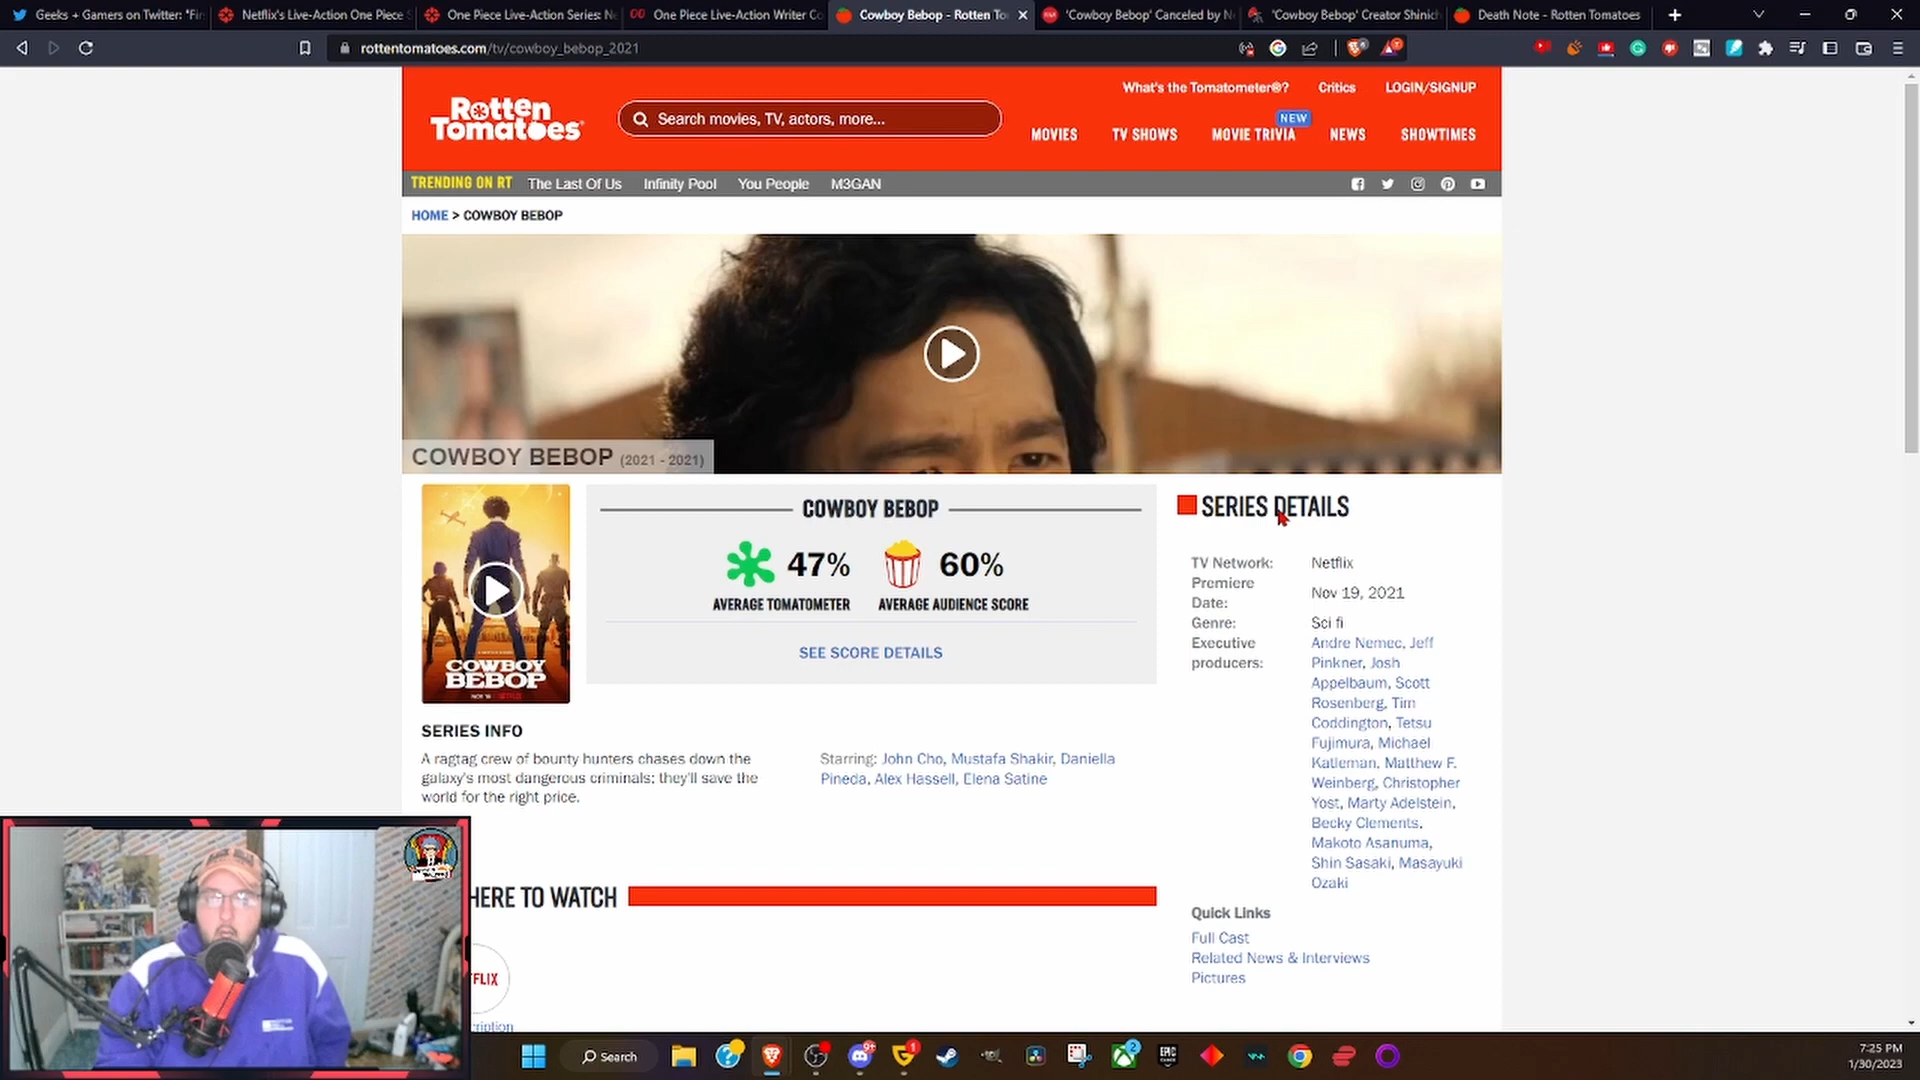 Geeks + Gamers on Twitter: "Fir
Netflix's Live-Action One Piece S
One Piece Live-Action Series: Ne
One Piece Live-Action Writer Co
Cowboy Bebop - Rotten To
'Cowboy Bebop' Canceled by N
'Cowboy Bebop' Creator Shinich
Death Note - Rotten Tomatoes
rottentomatoes.com/tv/cowboy_bebop_2021
What's the Tomatometer®?
Critics
LOGIN/SIGNUP
Rotten
Tomatoes
Search movies, TV, actors, more...
NEW
MOVIES
TV SHOWS
MOVIE TRIVIA
NEWS
SHOWTIMES
TRENDING ON RT
The Last Of Us
Infinity Pool
You People
M3GAN
HOME > COWBOY BEBOP
COWBOY BEBOP (2021 - 2021)
COWBOY
BEBOP
COWBOY BEBOP
47%
60%
AVERAGE TOMATOMETER
AVERAGE AUDIENCE SCORE
SEE SCORE DETAILS
SERIES INFO
A ragtag crew of bounty hunters chases down the
galaxy's most dangerous criminals; they'll save the
world for the right price.
Starring: John Cho, Mustafa Shakir, Daniella
Pineda, Alex Hassell, Elena Satine
SERIES DETAILS
TV Network: Netflix
Premiere
Date: Nov 19, 2021
Genre: Sci fi
Executive
producers:
Andre Nemec, Jeff
Pinkner, Josh
Appelbaum, Scott
Rosenberg, Tim
Coddington, Tetsu
Fujimura, Michael
Katleman, Matthew F.
Weinberg, Christopher
Yost, Marty Adelstein,
Becky Clements,
Makoto Asanuma,
Shin Sasaki, Masayuki
Ozaki
Quick Links
Full Cast
Related News & Interviews
Pictures
HERE TO WATCH
FLIX
ription
Search
7:25 PM
1/30/2023